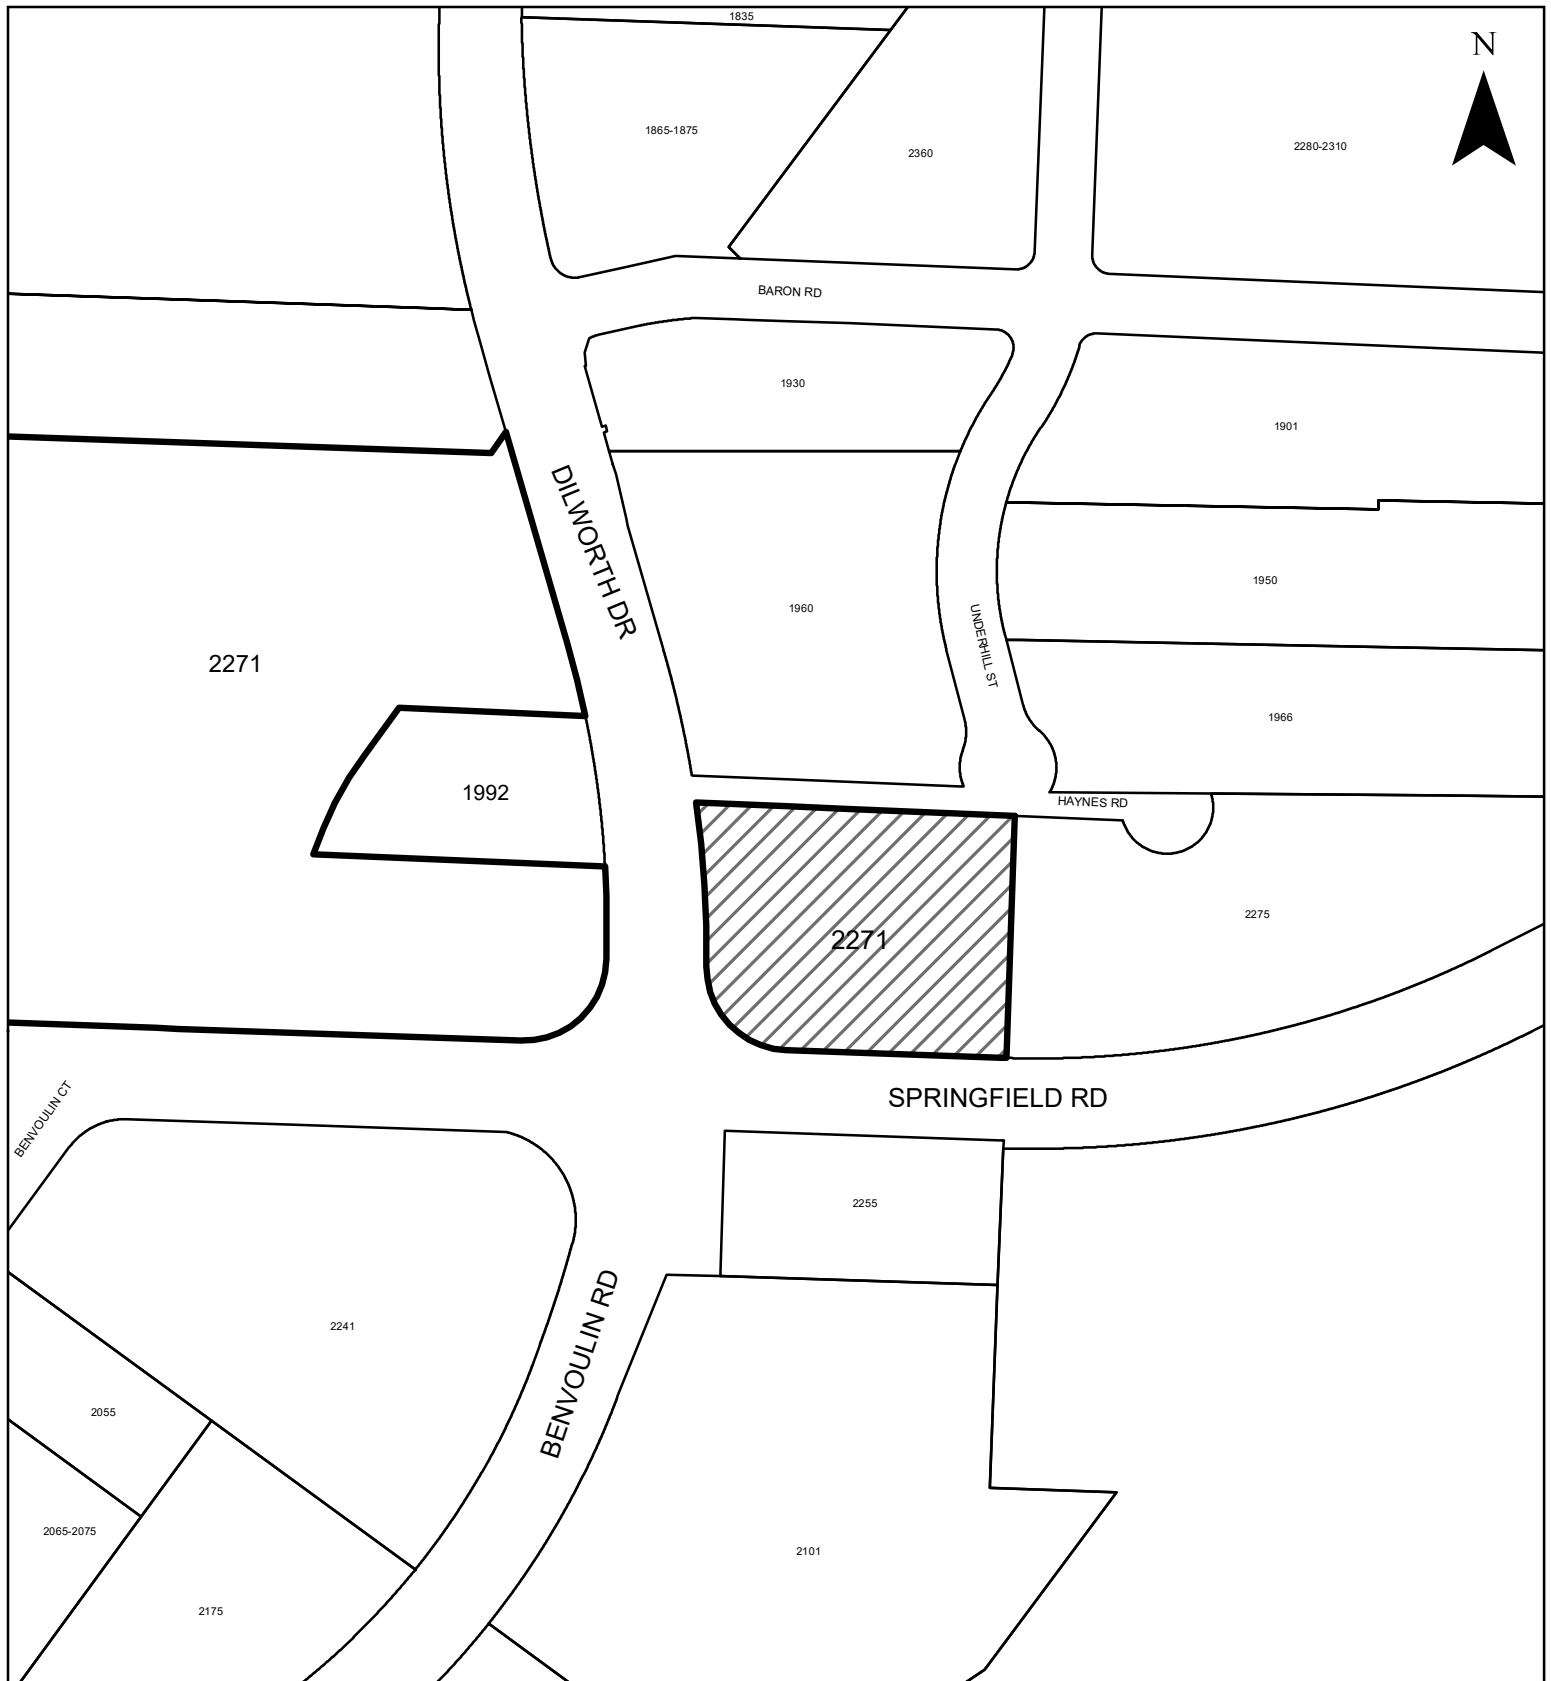 1835
N
1865-1875
2360
2280-2310
BARON RD
1930
1901
DILWORTH DR
1950
1960
UNDERHILL ST
2271
1966
1992
HAYNES RD
2275
2271
SPRINGFIELD RD
BENVOULIN CT
2255
BENVOULIN RD
2241
2055
2065-2075
2101
2175